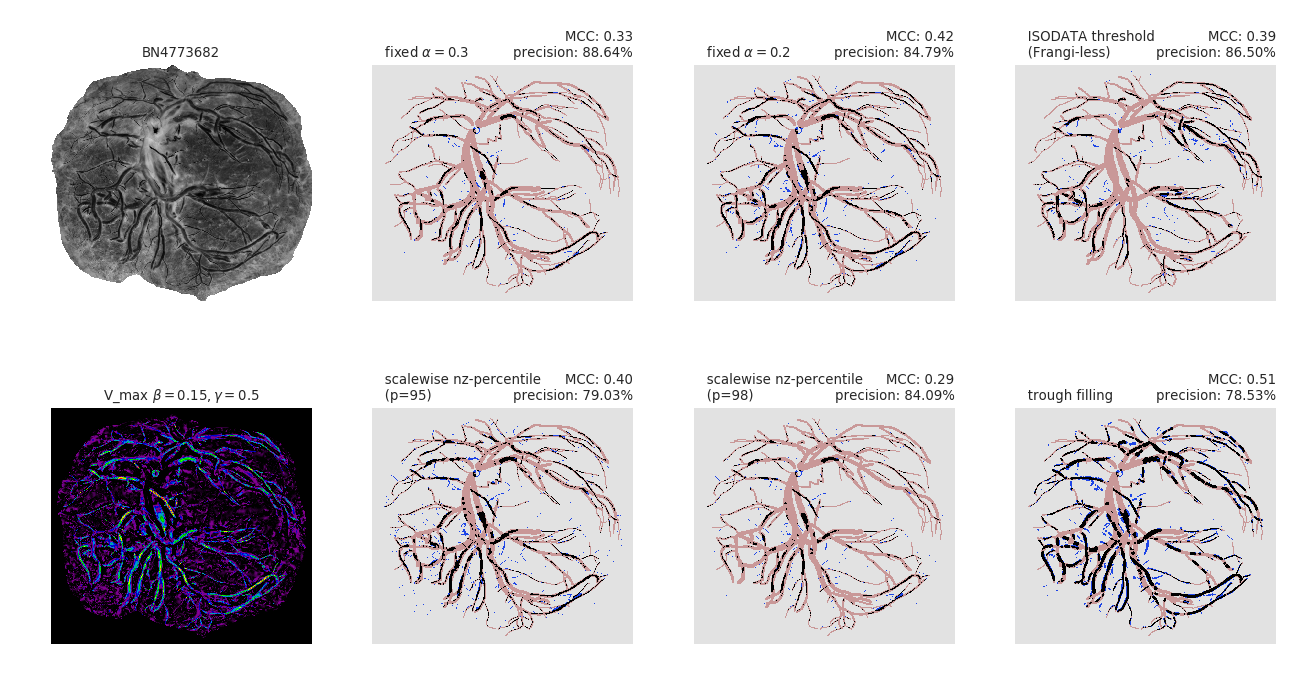 BN4773682
fixed α = 0.3
MCC: 0.33
precision: 88.64%
fixed α = 0.2
MCC: 0.42
precision: 84.79%
ISODATA threshold
(Frangi-less)
MCC: 0.39
precision: 86.50%
V_max β = 0.15, γ = 0.5
scalewise nz-percentile
(p=95)
MCC: 0.40
precision: 79.03%
scalewise nz-percentile
(p=98)
MCC: 0.29
precision: 84.09%
trough filling
MCC: 0.51
precision: 78.53%